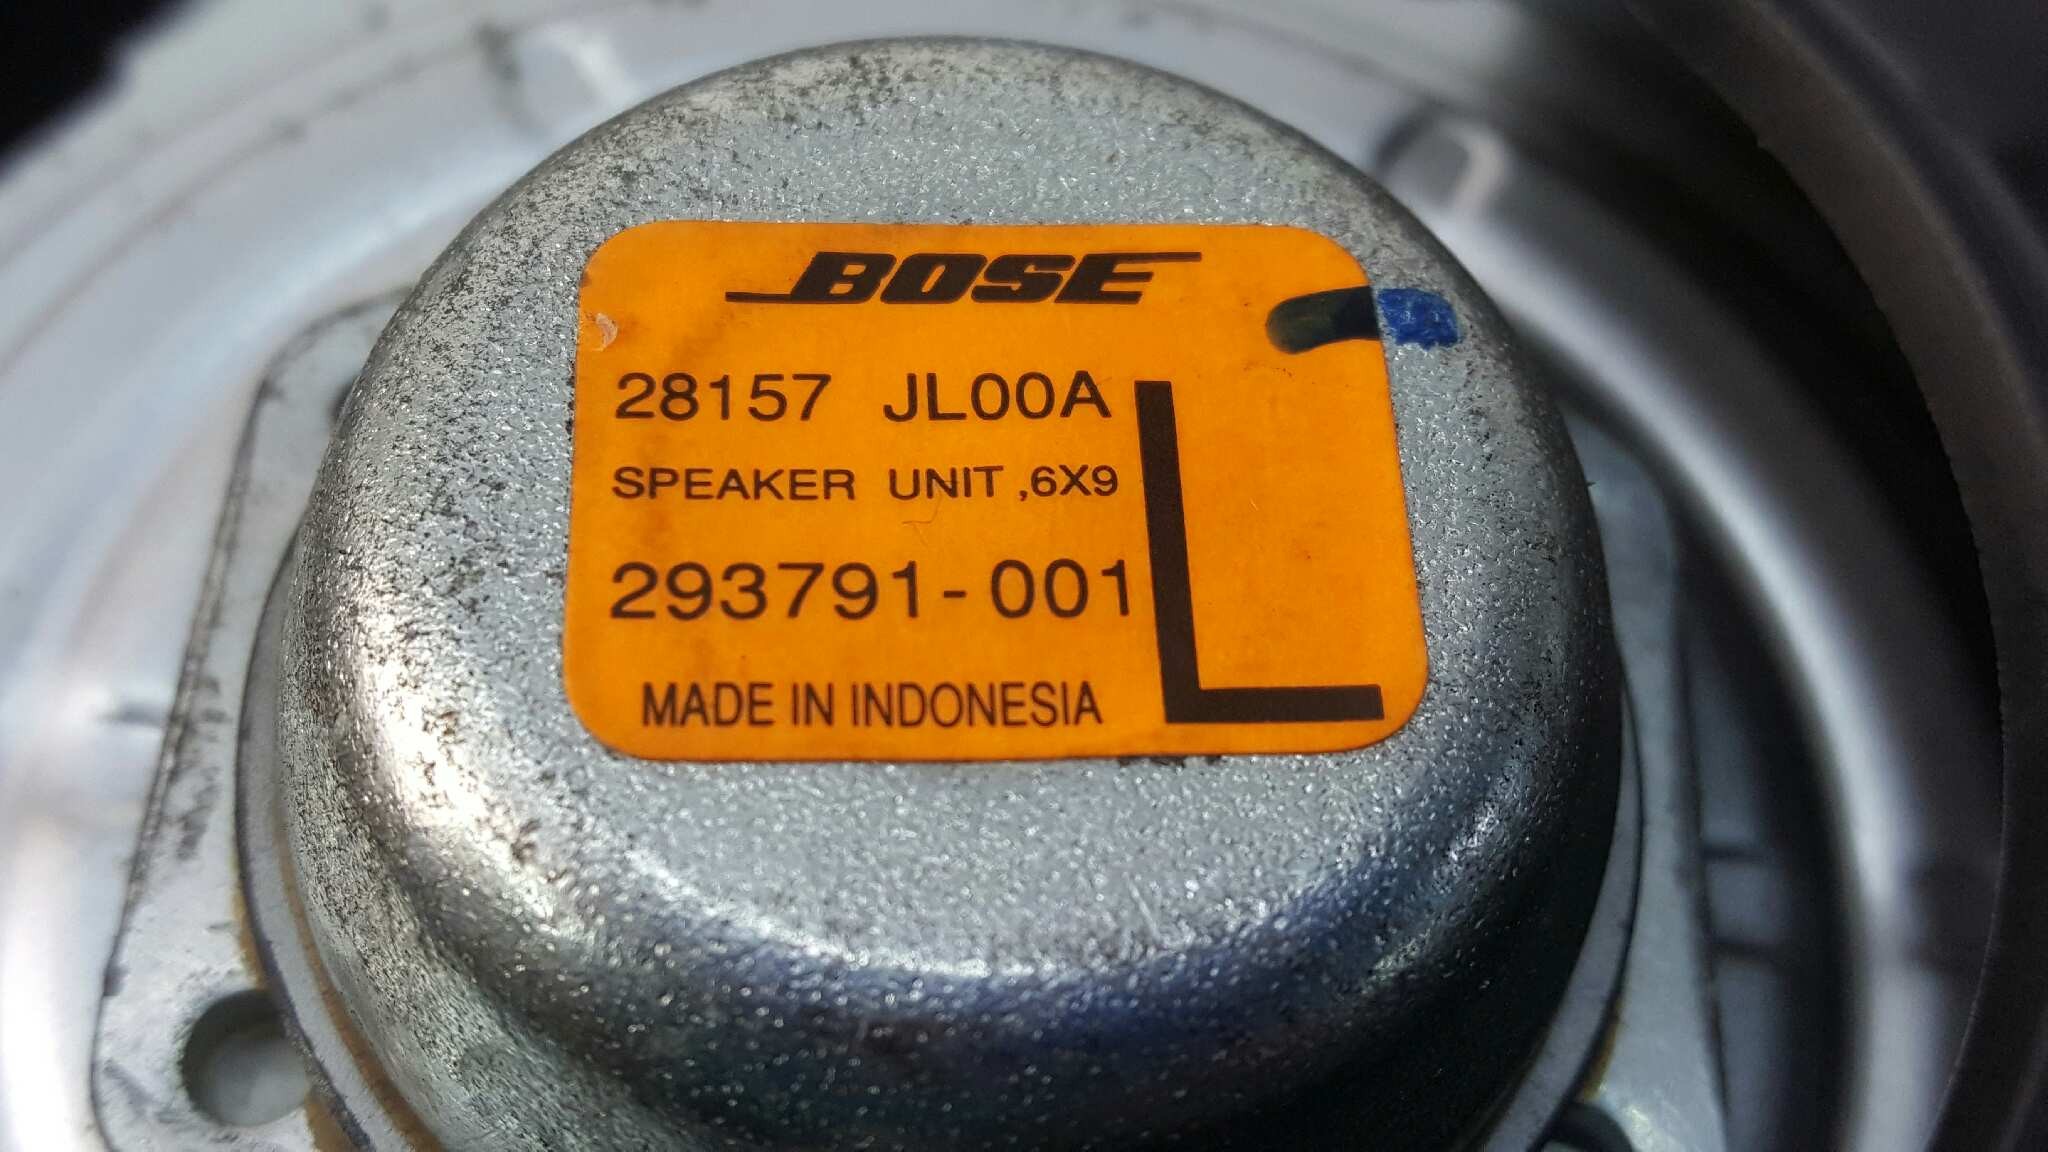 BOSE
28157 JL00A
SPEAKER UNIT ,6X9
293791-001
MADE IN INDONESIA
L